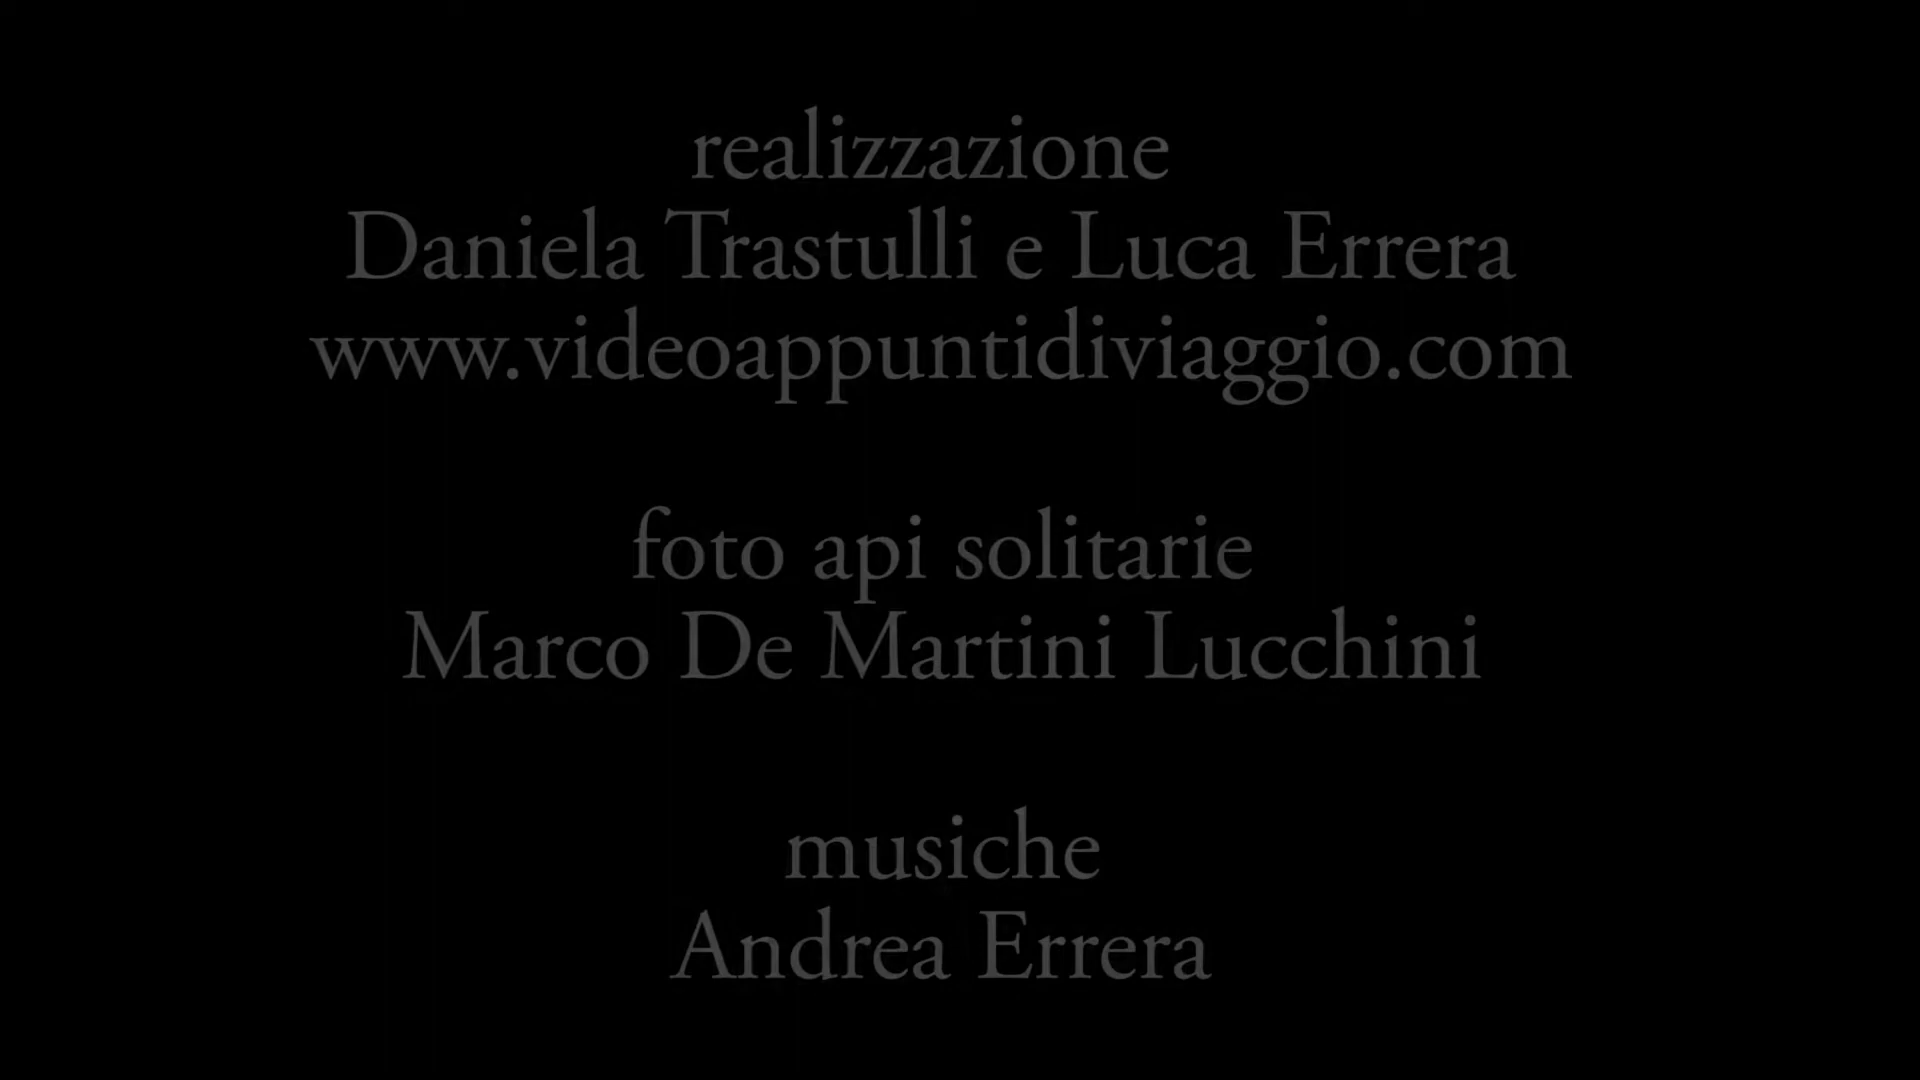 realizzazione
Daniela Trastulli e Luca Errera
www.videoappuntidiviaggio.com
foto api solitarie
Marco De Martini Lucchini
musiche
Andrea Errera